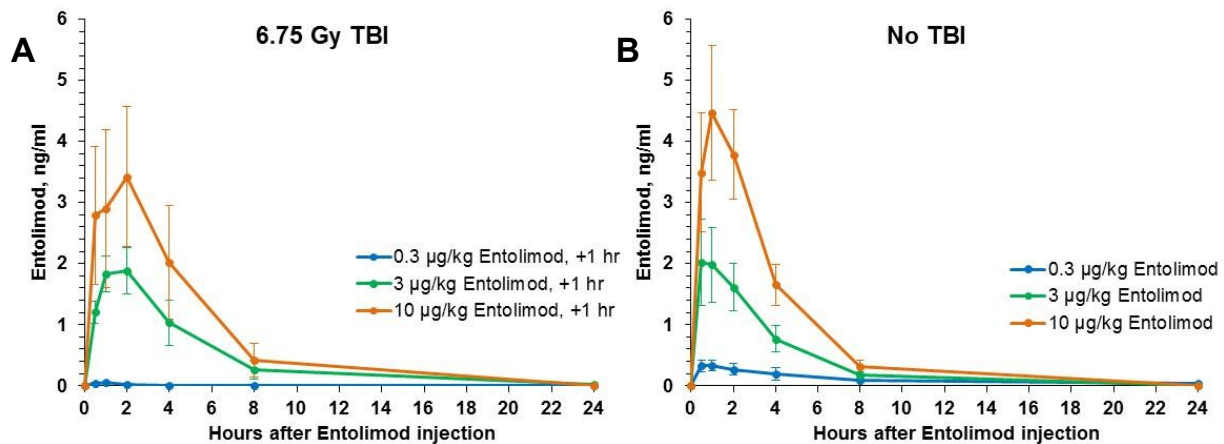 A
6.75 Gy TBI
6
5
4
3
2
1
0
Entolimod, ng/ml
0.3 µg/kg Entolimod, +1 hr
3 µg/kg Entolimod, +1 hr
10 µg/kg Entolimod, +1 hr
0 2 4 6 8 10 12 14 16 18 20 22 24
Hours after Entolimod injection
B
No TBI
6
5
4
3
2
1
0
Entolimod, ng/ml
0.3 µg/kg Entolimod
3 µg/kg Entolimod
10 µg/kg Entolimod
0 2 4 6 8 10 12 14 16 18 20 22 24
Hours after Entolimod injection